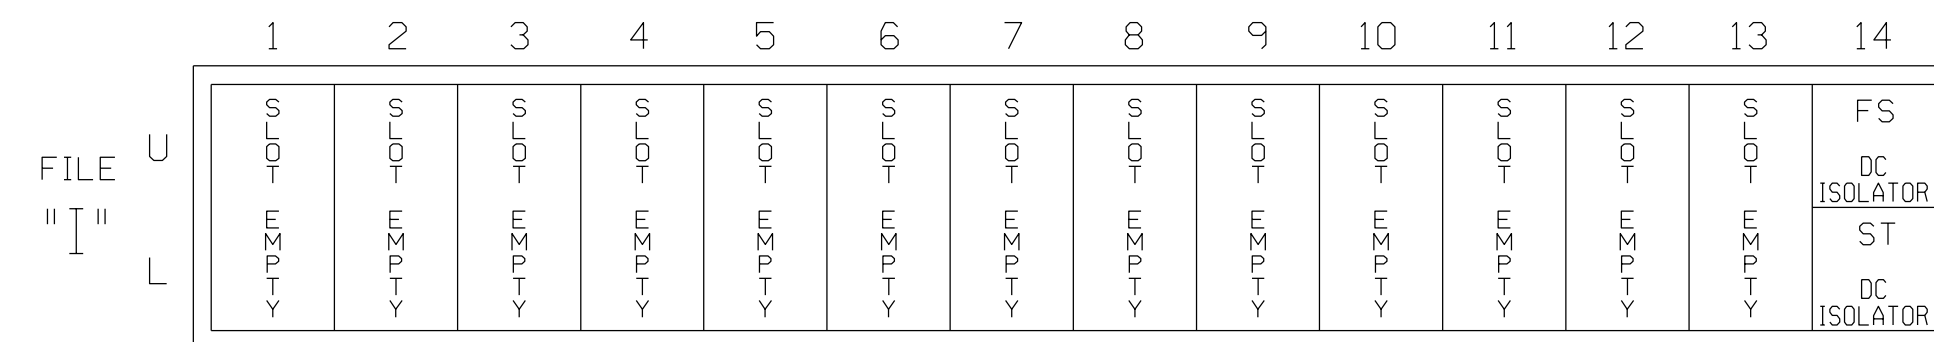 1 2 3 4 5 6 7 8 9 10 11 12 13 14
FILE
"I"
U
L
SLOT EMPTY
SLOT EMPTY
SLOT EMPTY
SLOT EMPTY
SLOT EMPTY
SLOT EMPTY
SLOT EMPTY
SLOT EMPTY
SLOT EMPTY
SLOT EMPTY
SLOT EMPTY
SLOT EMPTY
SLOT EMPTY
FS
DC
ISOLATOR
ST
DC
ISOLATOR